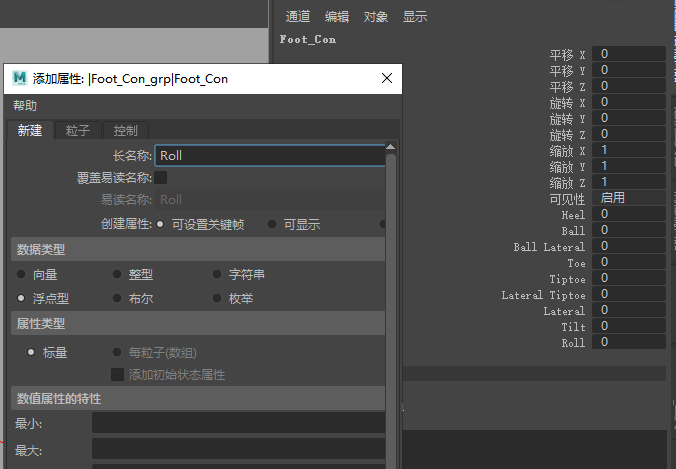 通道 编辑 对象 显示
Foot_Con
平移 X 0
平移 Y 0
平移 Z 0
旋转 X 0
旋转 Y 0
旋转 Z 0
缩放 X 1
缩放 Y 1
缩放 Z 1
可见性 启用
Heel 0
Ball 0
Ball Lateral 0
Toe 0
Tiptoe 0
Lateral Tiptoe 0
Lateral 0
Tilt 0
Roll 0
M 添加属性: |Foot_Con_grp|Foot_Con
帮助
新建 粒子 控制
长名称: Roll
覆盖易读名称:
易读名称: Roll
创建属性: 可设置关键帧 可显示
数据类型
向量 整型 字符串
浮点型 布尔 枚举
属性类型
标量 每粒子(数组)
添加初始状态属性
数值属性的特性
最小:
最大: